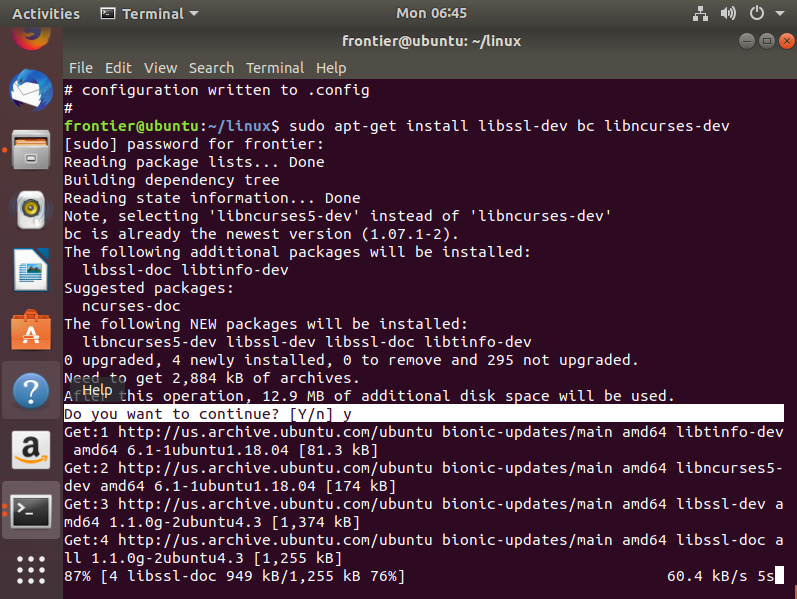 Activities Terminal Mon 06:45
frontier@ubuntu: ~/linux
File Edit View Search Terminal Help
# configuration written to .config
#
frontier@ubuntu:~/linux$ sudo apt-get install libssl-dev bc libncurses-dev
[sudo] password for frontier:
Reading package lists... Done
Building dependency tree
Reading state information... Done
Note, selecting 'libncurses5-dev' instead of 'libncurses-dev'
bc is already the newest version (1.07.1-2).
The following additional packages will be installed:
libssl-doc libtinfo-dev
Suggested packages:
ncurses-doc
The following NEW packages will be installed:
libncurses5-dev libssl-dev libssl-doc libtinfo-dev
0 upgraded, 4 newly installed, 0 to remove and 295 not upgraded.
Need to get 2,884 kB of archives.
Help
After this operation, 12.9 MB of additional disk space will be used.
Do you want to continue? [Y/n] y
Get:1 http://us.archive.ubuntu.com/ubuntu bionic-updates/main amd64 libtinfo-dev
amd64 6.1-1ubuntu1.18.04 [81.3 kB]
Get:2 http://us.archive.ubuntu.com/ubuntu bionic-updates/main amd64 libncurses5-
dev amd64 6.1-1ubuntu1.18.04 [174 kB]
Get:3 http://us.archive.ubuntu.com/ubuntu bionic-updates/main amd64 libssl-dev a
md64 1.1.0g-2ubuntu4.3 [1,374 kB]
Get:4 http://us.archive.ubuntu.com/ubuntu bionic-updates/main amd64 libssl-doc a
ll 1.1.0g-2ubuntu4.3 [1,255 kB]
87% [4 libssl-doc 949 kB/1,255 kB 76%] 60.4 kB/s 5s